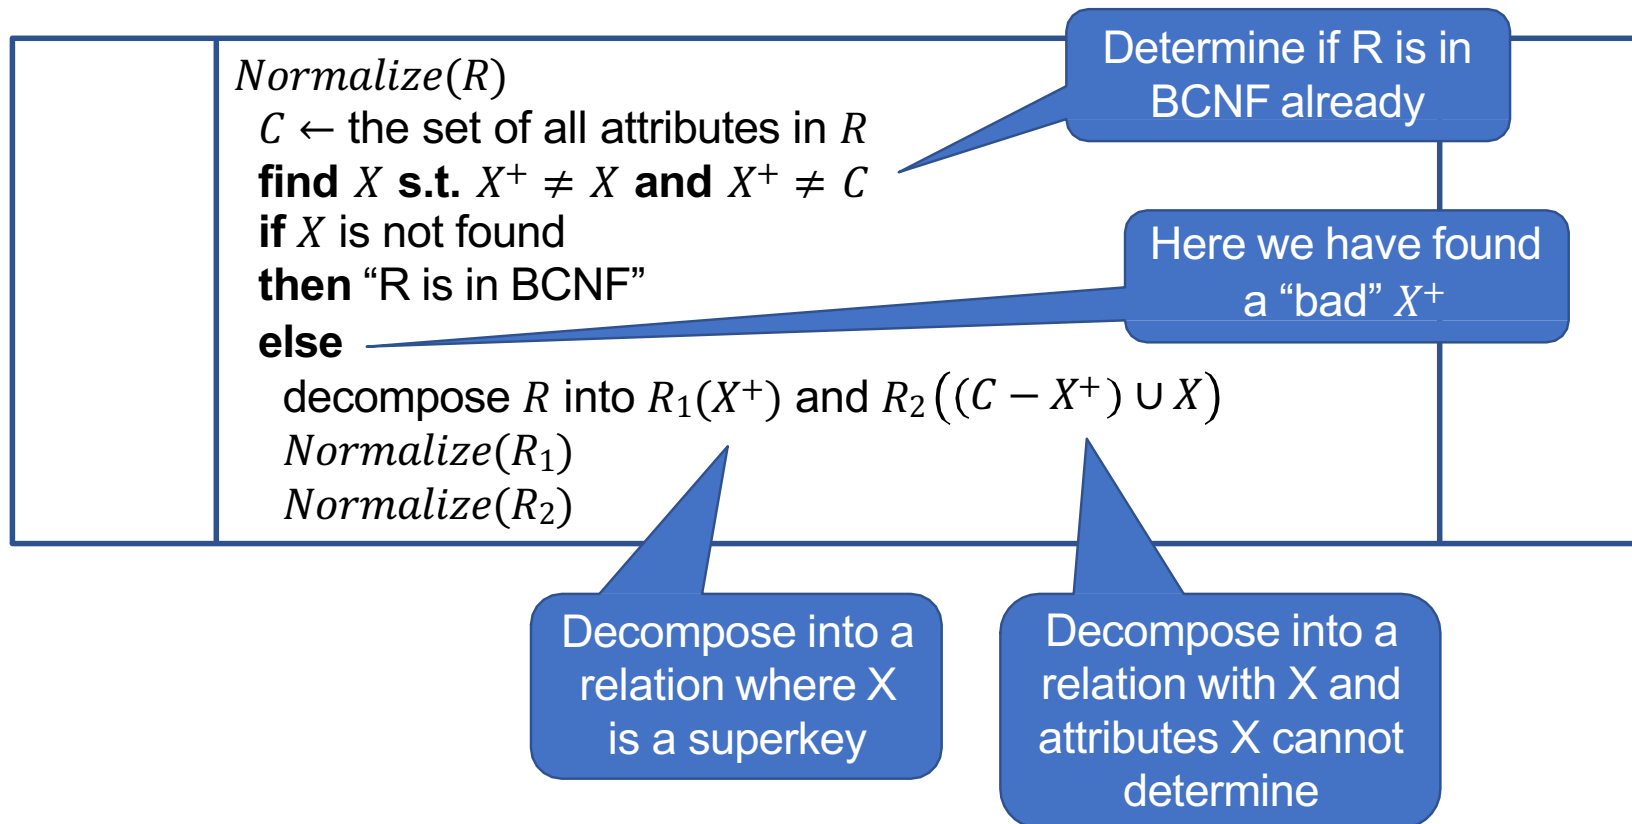 Normalize(R)
C ← the set of all attributes in R
find X s.t. X⁺ ≠ X and X⁺ ≠ C
if X is not found
then “R is in BCNF”
else
decompose R into R₁(X⁺) and R₂((C − X⁺) ∪ X)
Normalize(R₁)
Normalize(R₂)
Determine if R is in
BCNF already
Here we have found
a “bad” X⁺
Decompose into a
relation where X
is a superkey
Decompose into a
relation with X and
attributes X cannot
determine